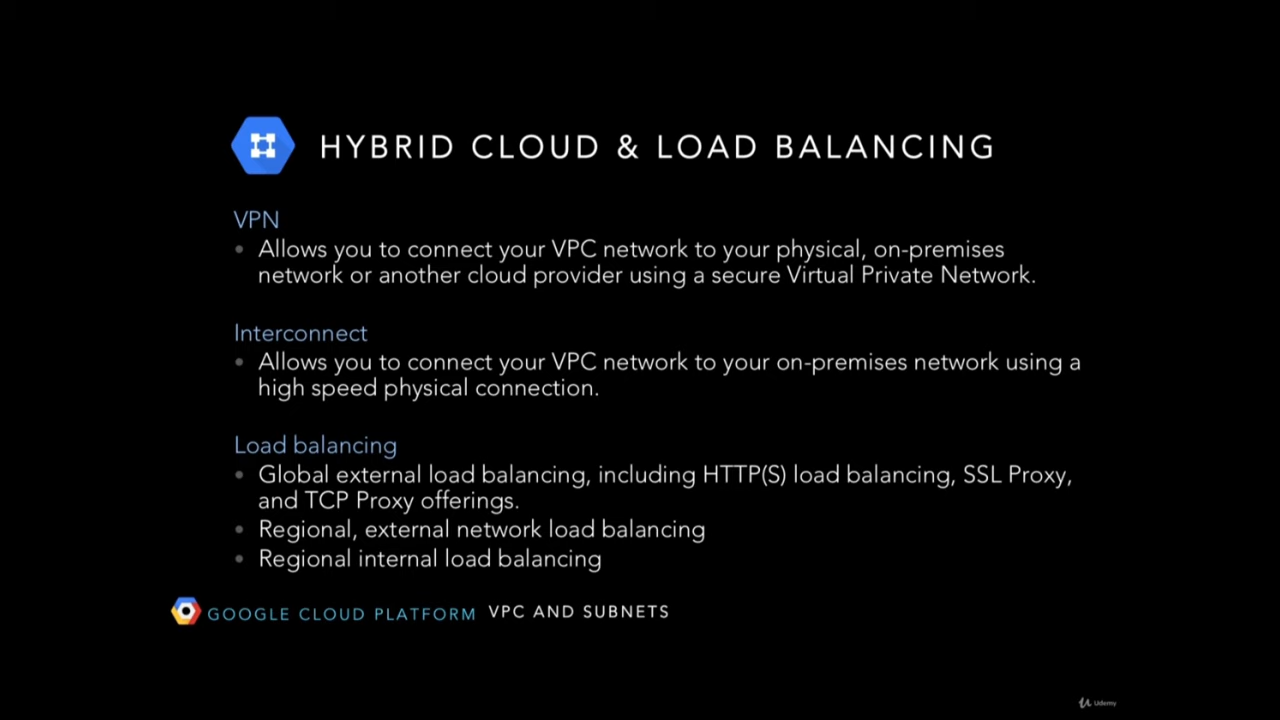 HYBRID CLOUD & LOAD BALANCING
VPN
• Allows you to connect your VPC network to your physical, on-premises
network or another cloud provider using a secure Virtual Private Network.
Interconnect
• Allows you to connect your VPC network to your on-premises network using a
high speed physical connection.
Load balancing
• Global external load balancing, including HTTP(S) load balancing, SSL Proxy,
and TCP Proxy offerings.
• Regional, external network load balancing
• Regional internal load balancing
GOOGLE CLOUD PLATFORM VPC AND SUBNETS
Udemy